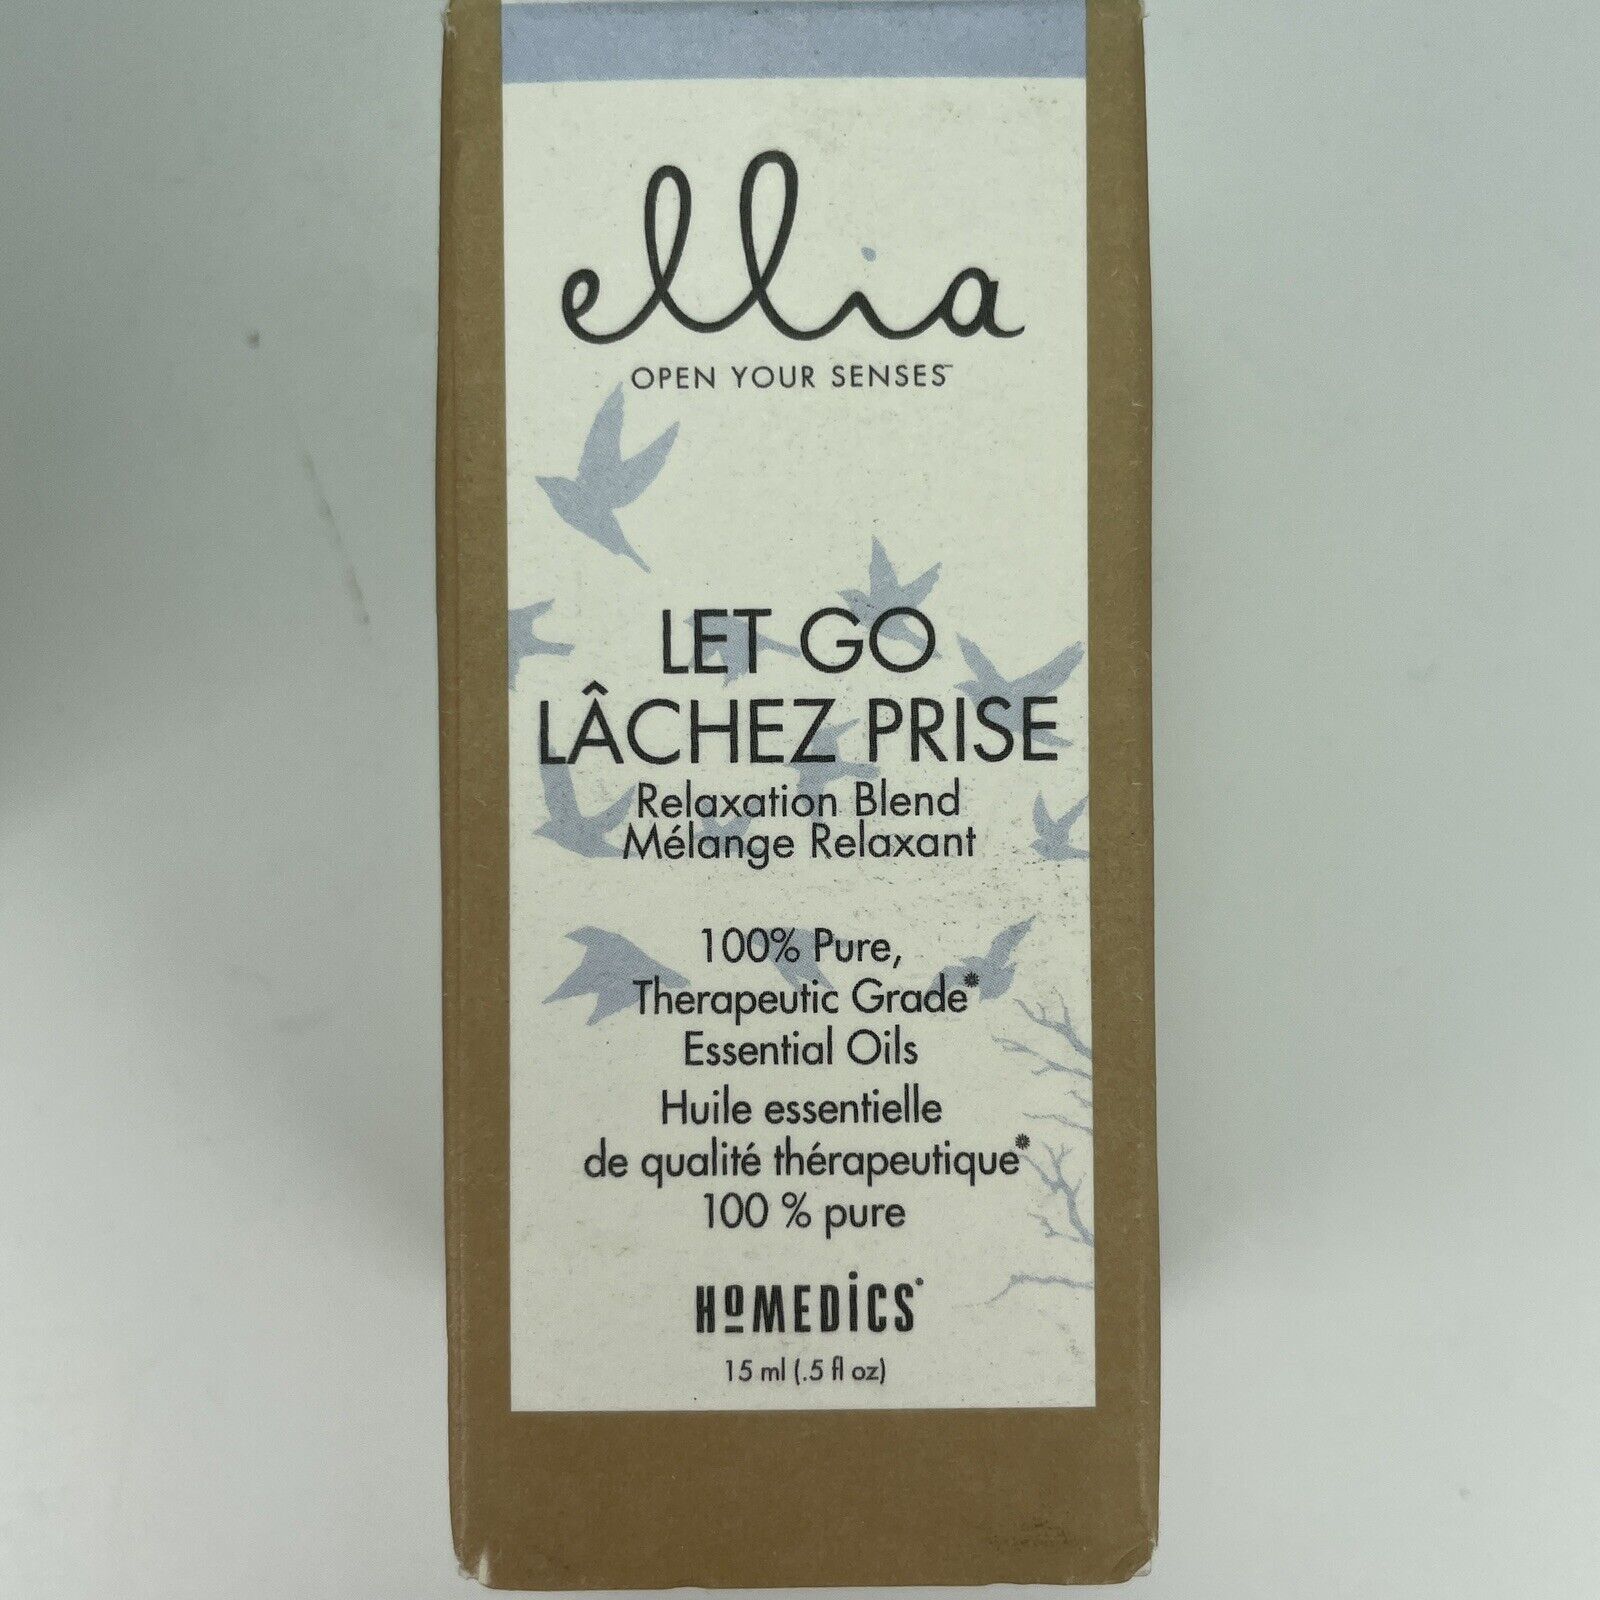 ellia
OPEN YOUR SENSES™
LET GO
LÂCHEZ PRISE
Relaxation Blend
Mélange Relaxant
100% Pure,
Therapeutic Grade*
Essential Oils
Huile essentielle
de qualité thérapeutique*
100 % pure
HoMEDiCS®
15 ml (.5 fl oz)